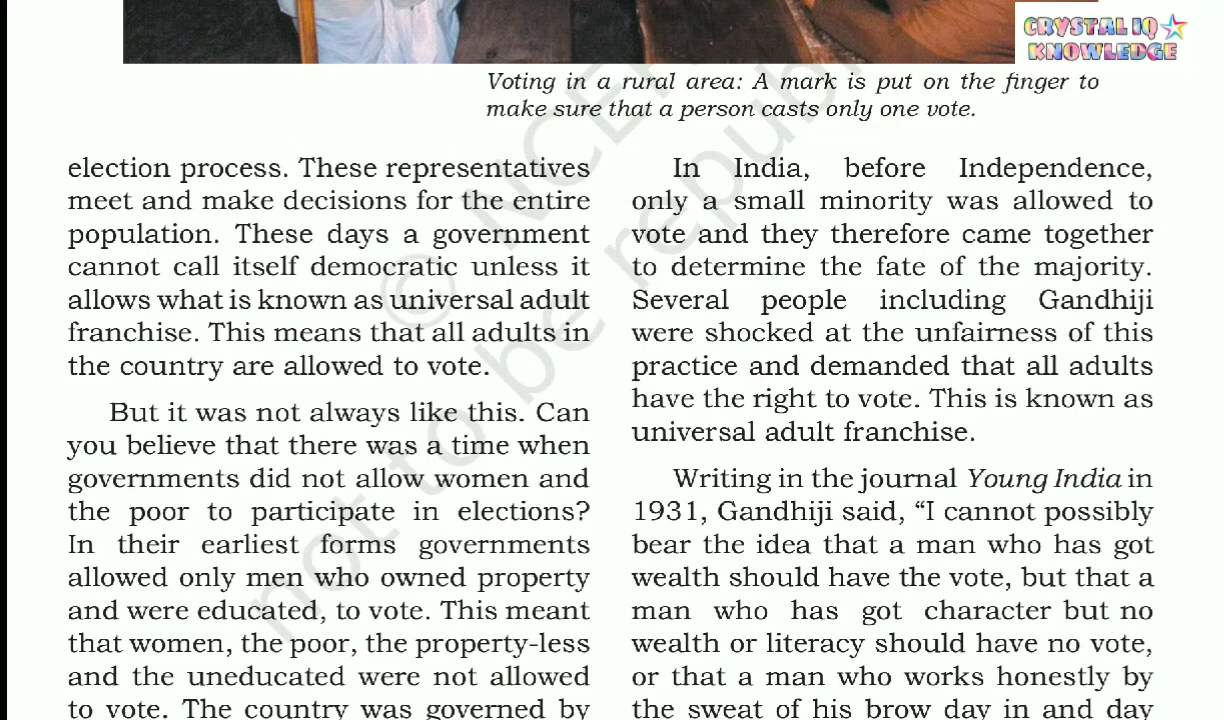 CRYSTAL IQ
KNOWLEDGE
Voting in a rural area: A mark is put on the finger to
make sure that a person casts only one vote.
election process. These representatives
meet and make decisions for the entire
population. These days a government
cannot call itself democratic unless it
allows what is known as universal adult
franchise. This means that all adults in
the country are allowed to vote.
But it was not always like this. Can
you believe that there was a time when
governments did not allow women and
the poor to participate in elections?
In their earliest forms governments
allowed only men who owned property
and were educated, to vote. This meant
that women, the poor, the property-less
and the uneducated were not allowed
to vote. The country was governed by
In India, before Independence,
only a small minority was allowed to
vote and they therefore came together
to determine the fate of the majority.
Several people including Gandhiji
were shocked at the unfairness of this
practice and demanded that all adults
have the right to vote. This is known as
universal adult franchise.
Writing in the journal Young India in
1931, Gandhiji said, “I cannot possibly
bear the idea that a man who has got
wealth should have the vote, but that a
man who has got character but no
wealth or literacy should have no vote,
or that a man who works honestly by
the sweat of his brow day in and day
© NCE
not to be republ